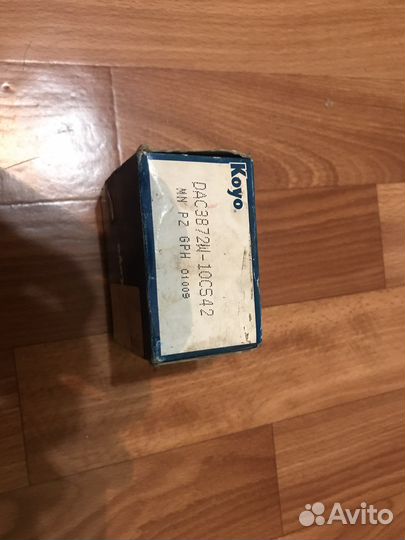 Koyo
DAC3872W-10CS42
MN PZ GPH 01009
Avito